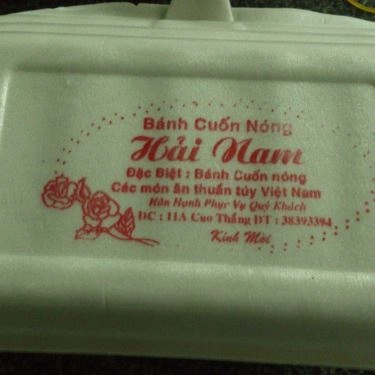 Bánh Cuốn Nóng
Hải Nam
Đặc Biệt : Bánh Cuốn nóng
Các món ăn thuần túy Việt Nam
Hân Hạnh Phục Vụ Quý Khách
ĐC : 11A Cao Thắng ĐT : 38393394
Kính Mời